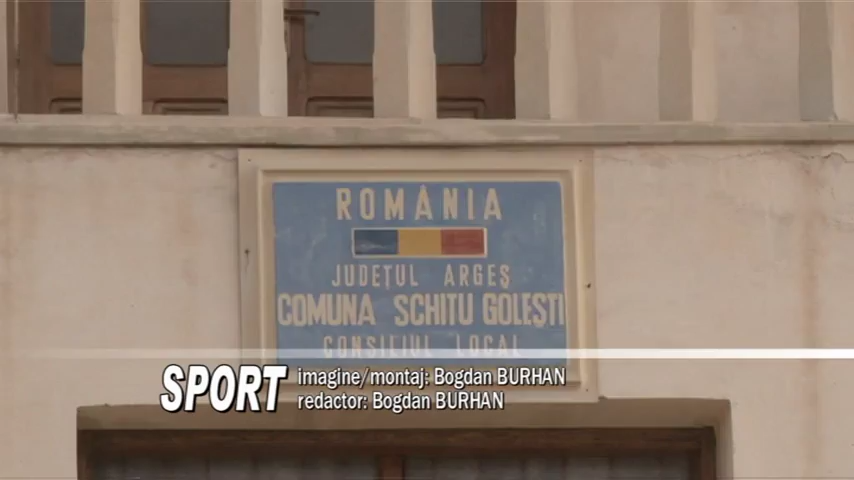 ROMÂNIA
JUDEȚUL ARGEȘ
COMUNA SCHITU GOLEȘTI
CONSILIUL LOCAL
SPORT
imagine/montaj: Bogdan BURHAN
redactor: Bogdan BURHAN